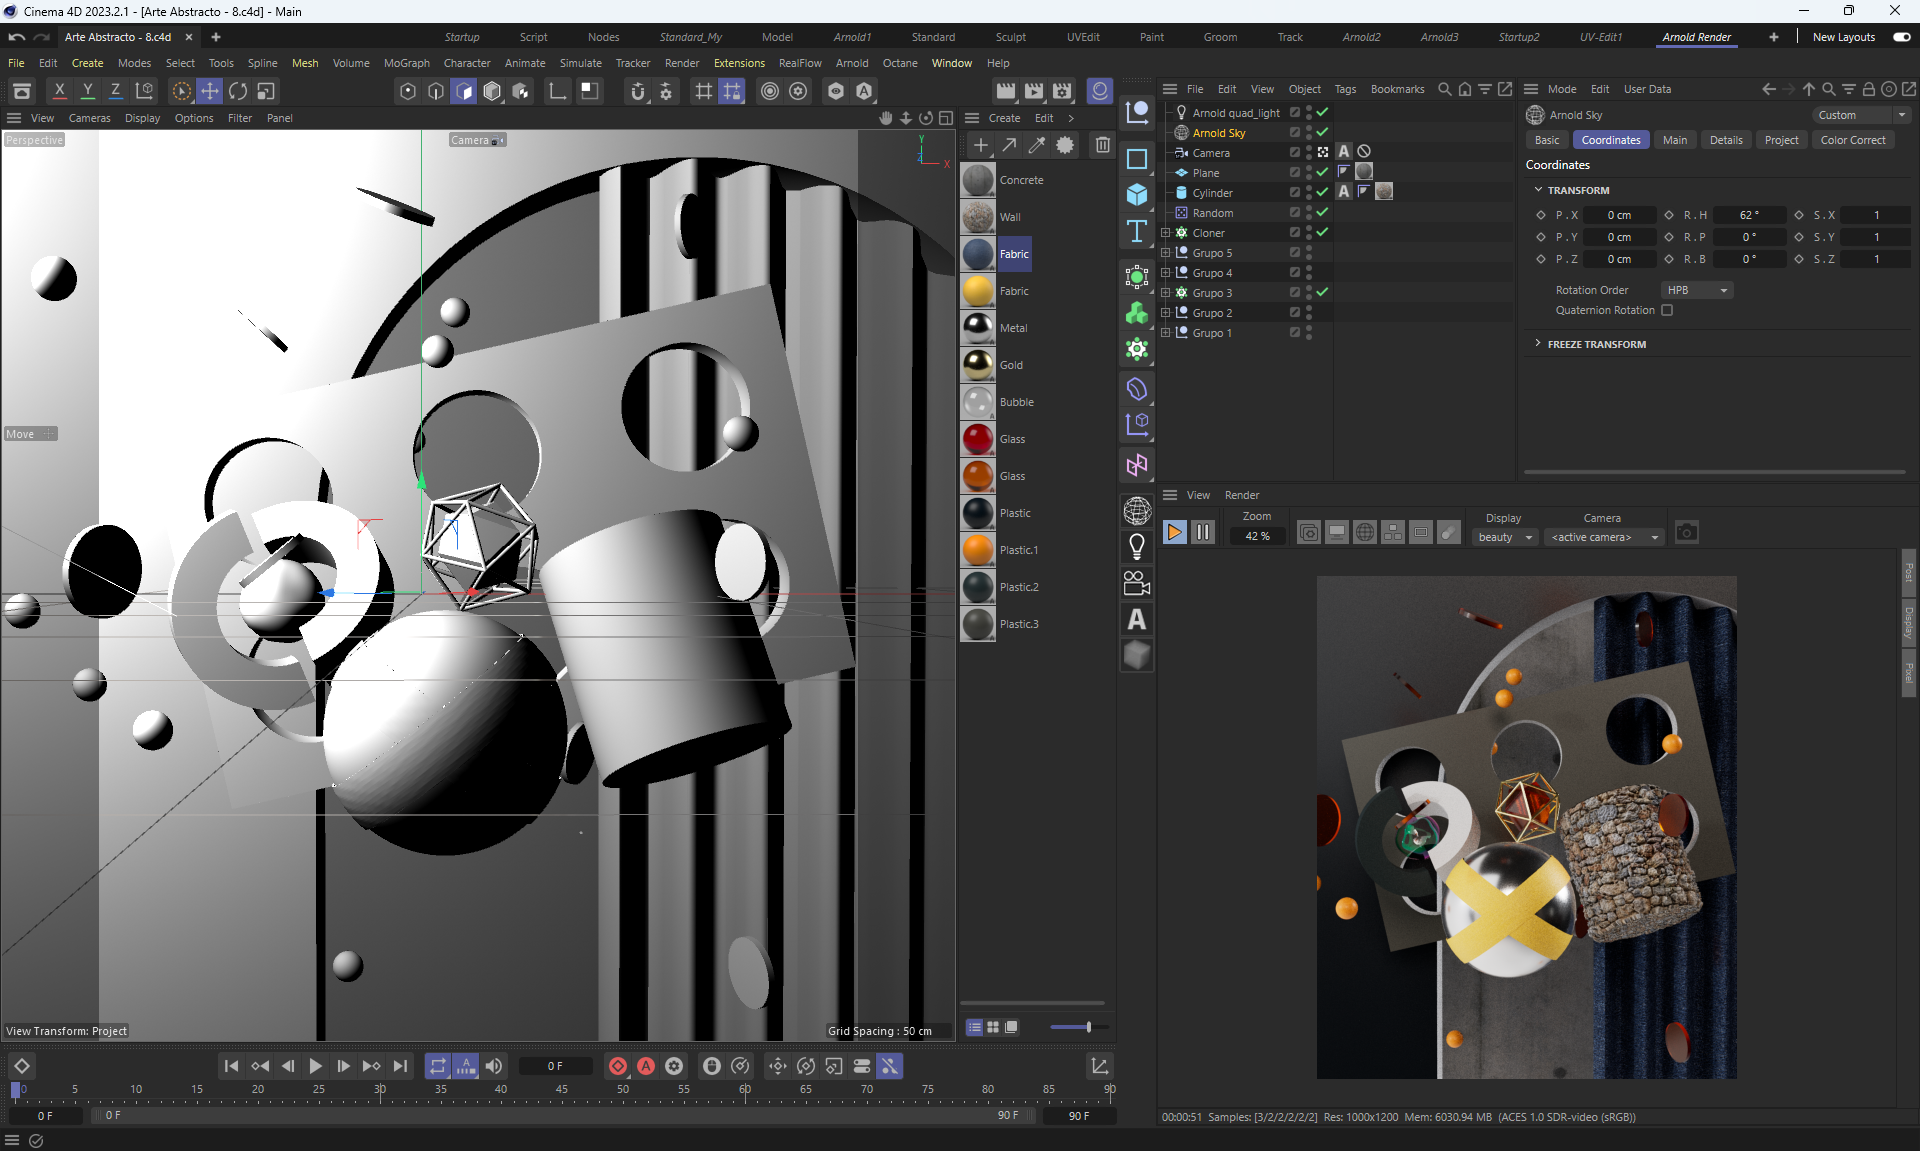 Cinema 4D 2023.2.1 - [Arte Abstracto - 8.c4d] - Main
Arte Abstracto - 8.c4d
Startup Script Nodes Standard_My Model Arnold1 Standard Sculpt UVEdit Paint Groom Track Arnold2 Arnold3 Startup2 UV-Edit1 Arnold Render New Layouts
File Edit Create Modes Select Tools Spline Mesh Volume MoGraph Character Animate Simulate Tracker Render Extensions RealFlow Arnold Octane Window Help
X Y Z
View Cameras Display Options Filter Panel
Perspective
Camera
Y
Z
X
Move
View Transform: Project
Grid Spacing : 50 cm
Create Edit
Concrete
Wall
Fabric
Fabric
Metal
Gold
Bubble
Glass
Glass
Plastic
Plastic.1
Plastic.2
Plastic.3
File Edit View Object Tags Bookmarks
Arnold quad_light
Arnold Sky
Camera
Plane
Cylinder
Random
Cloner
Grupo 5
Grupo 4
Grupo 3
Grupo 2
Grupo 1
Mode Edit User Data
Arnold Sky
Custom
Basic Coordinates Main Details Project Color Correct
Coordinates
TRANSFORM
P . X 0 cm R . H 62 ° S . X 1
P . Y 0 cm R . P 0 ° S . Y 1
P . Z 0 cm R . B 0 ° S . Z 1
Rotation Order HPB
Quaternion Rotation
FREEZE TRANSFORM
View Render
Zoom
42 %
Display
beauty
Camera
<active camera>
Post
Display
Pixel
00:00:51 Samples: [3/2/2/2/2/2] Res: 1000x1200 Mem: 6030.94 MB (ACES 1.0 SDR-video (sRGB))
0 F
0 5 10 15 20 25 30 35 40 45 50 55 60 65 70 75 80 85 90
0 F 0 F 90 F 90 F